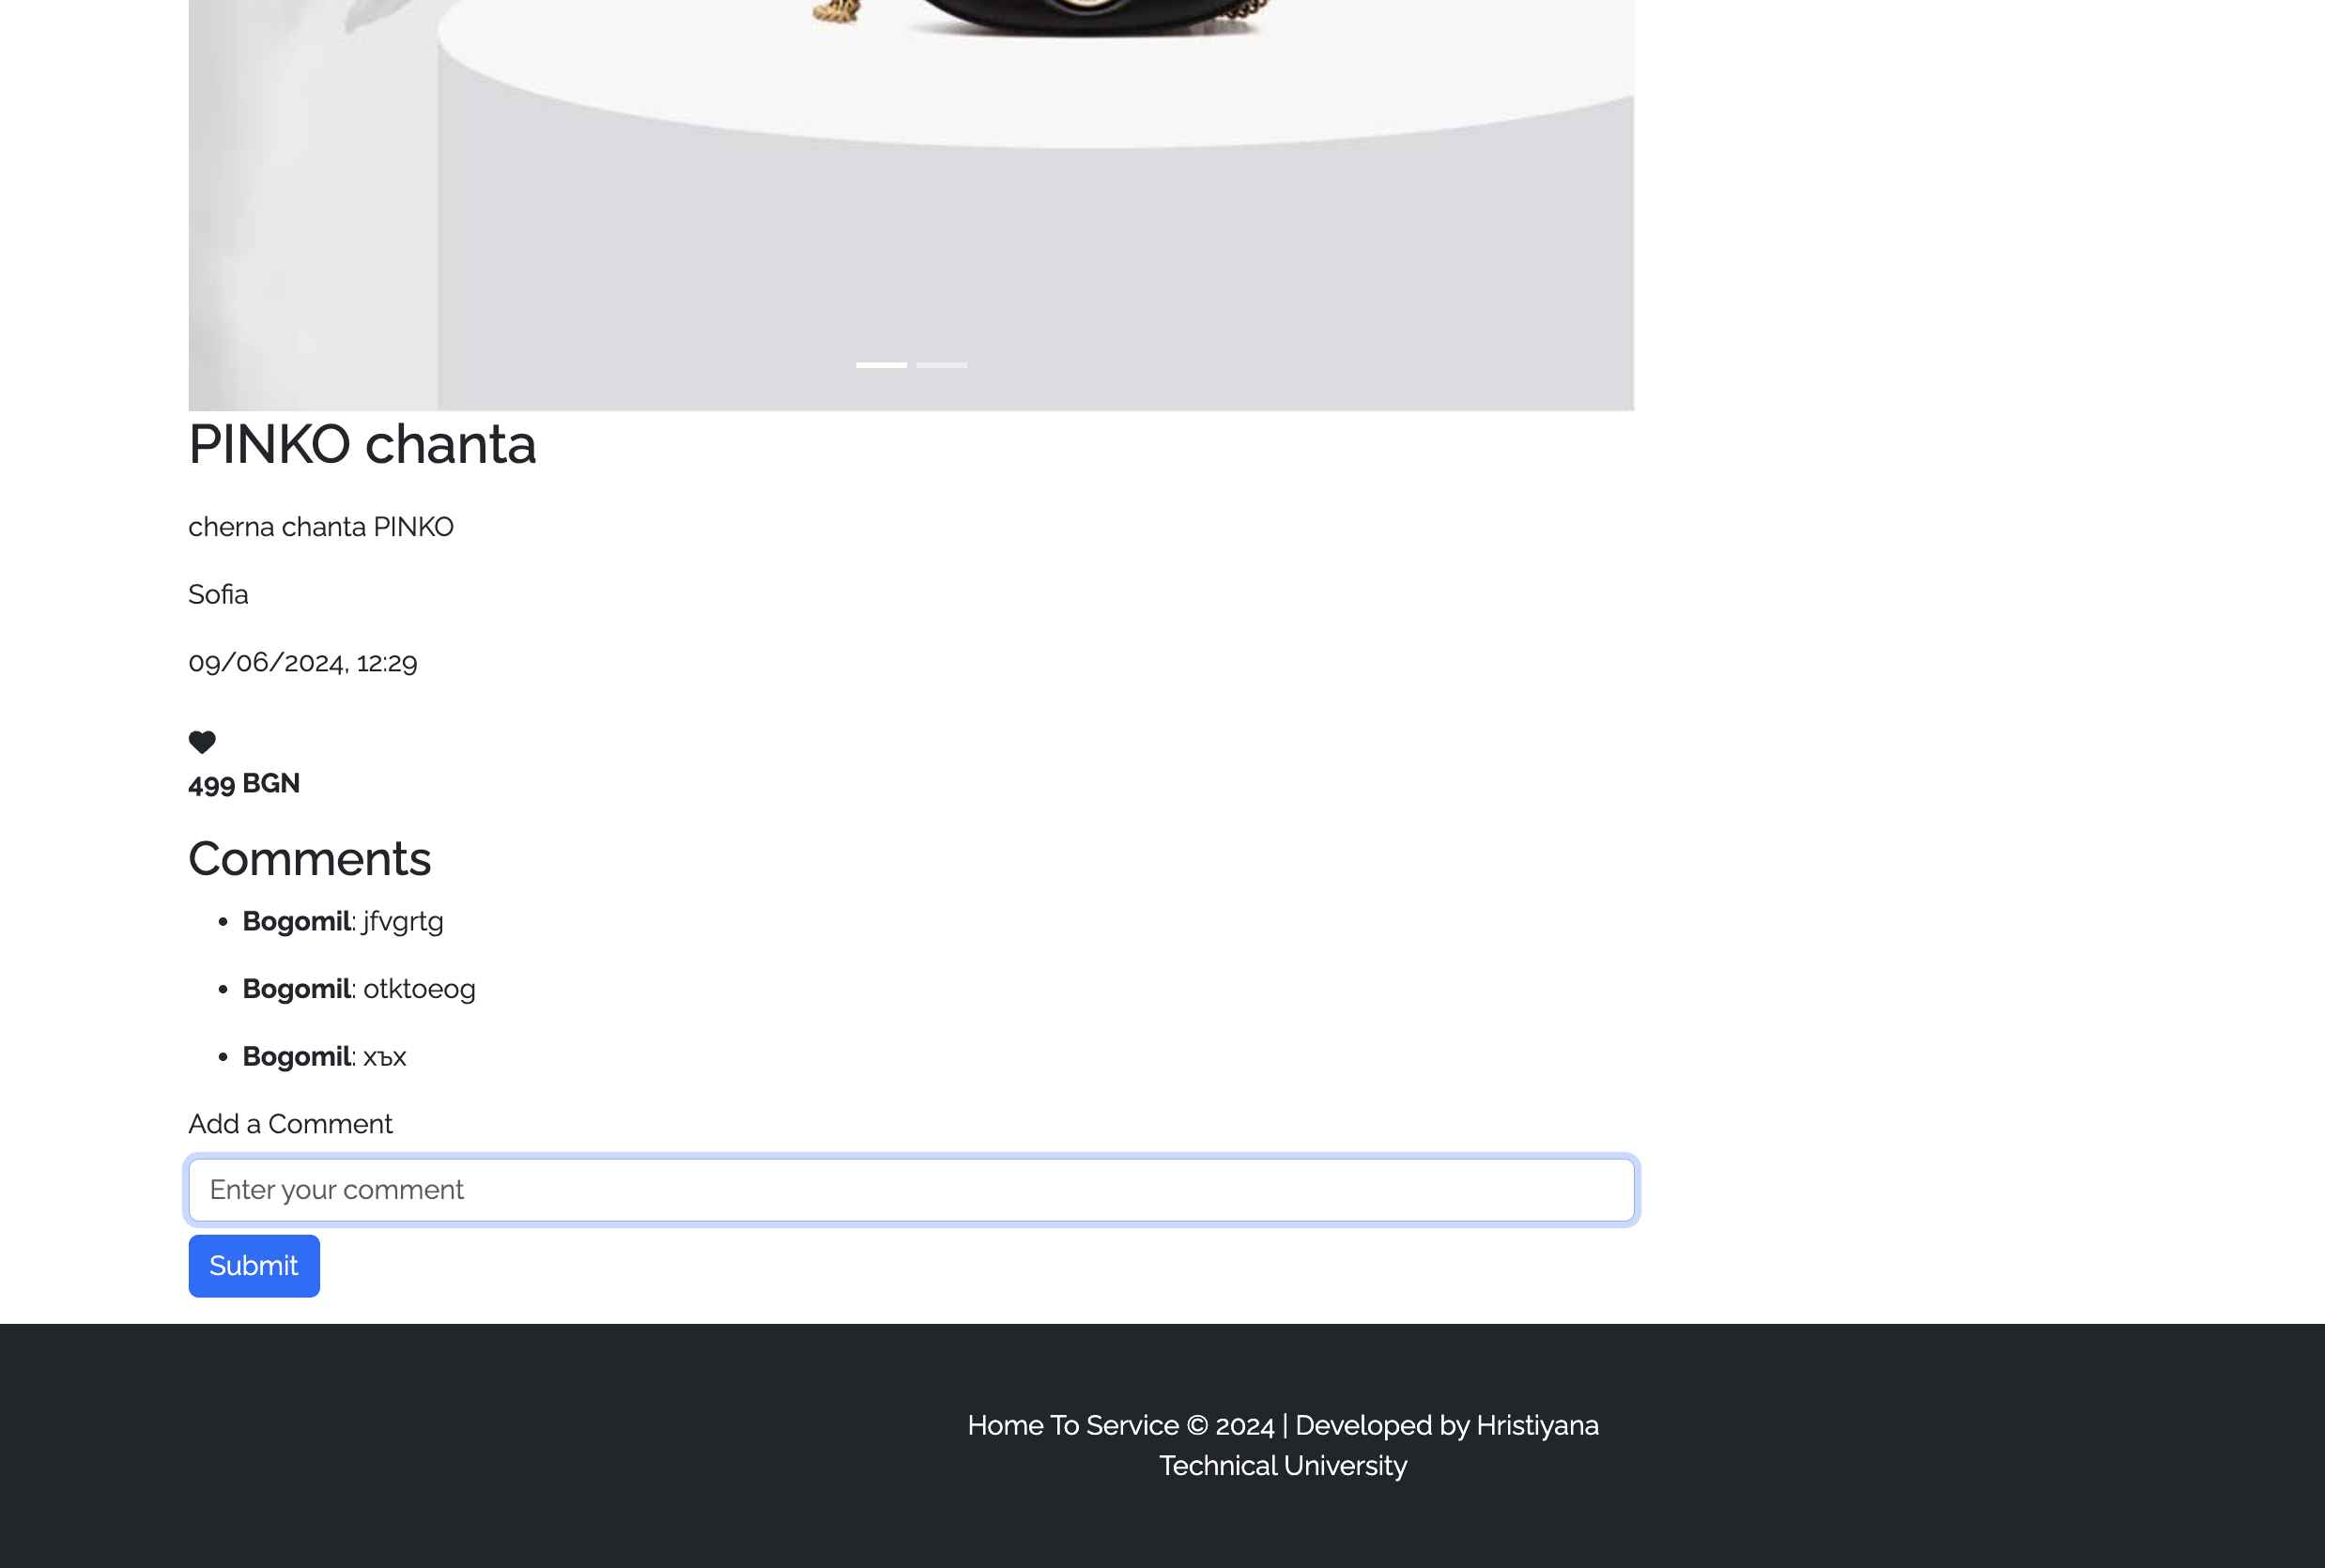 PINKO chanta
cherna chanta PINKO
Sofia
09/06/2024, 12:29
499 BGN
Comments
• Bogomil: jfvgrtg
• Bogomil: otktoeog
• Bogomil: хъх
Add a Comment
Enter your comment
Submit
Home To Service © 2024 | Developed by Hristiyana
Technical University